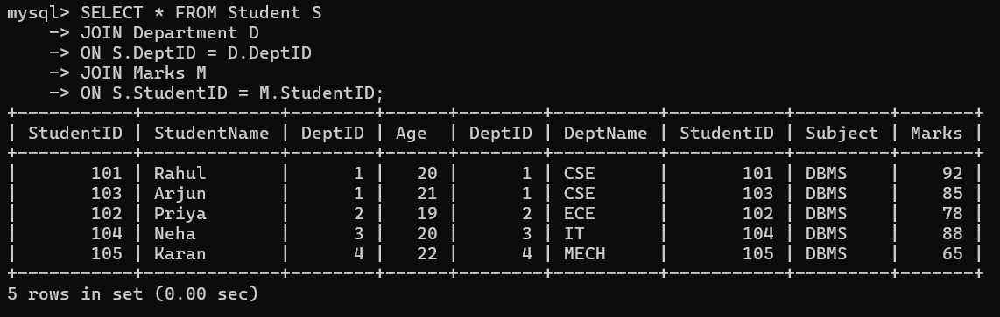 mysql> SELECT * FROM Student S
    -> JOIN Department D
    -> ON S.DeptID = D.DeptID
    -> JOIN Marks M
    -> ON S.StudentID = M.StudentID;
+-----------+-------------+--------+------+--------+----------+-----------+---------+-------+
| StudentID | StudentName | DeptID | Age  | DeptID | DeptName | StudentID | Subject | Marks |
+-----------+-------------+--------+------+--------+----------+-----------+---------+-------+
|       101 | Rahul       |      1 |   20 |      1 | CSE      |       101 | DBMS    |    92 |
|       103 | Arjun       |      1 |   21 |      1 | CSE      |       103 | DBMS    |    85 |
|       102 | Priya       |      2 |   19 |      2 | ECE      |       102 | DBMS    |    78 |
|       104 | Neha        |      3 |   20 |      3 | IT       |       104 | DBMS    |    88 |
|       105 | Karan       |      4 |   22 |      4 | MECH     |       105 | DBMS    |    65 |
+-----------+-------------+--------+------+--------+----------+-----------+---------+-------+
5 rows in set (0.00 sec)